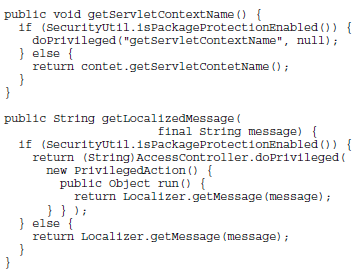 public void getServletContextName() {
  if (SecurityUtil.isPackageProtectionEnabled()) {
    doPrivileged("getServletContextName", null);
  } else {
    return contet.getServletContetName();
  }
}

public String getLocalizedMessage(
                      final String message) {
  if (SecurityUtil.isPackageProtectionEnabled()) {
    return (String)AccessController.doPrivileged(
      new PrivilegedAction() {
        public Object run() {
          return Localizer.getMessage(message);
      } } );
  } else {
    return Localizer.getMessage(message);
  }
}